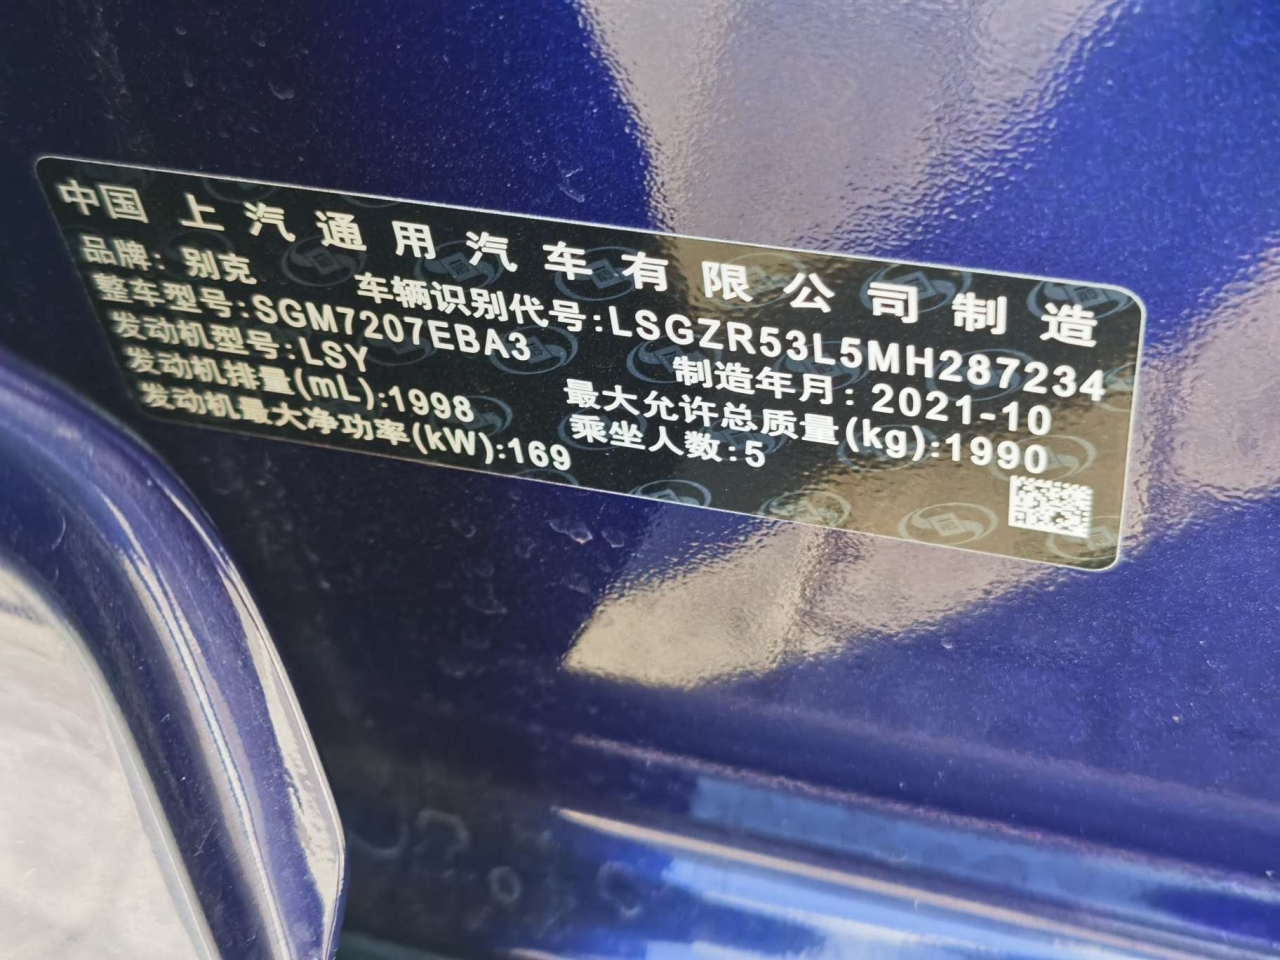 中国 上汽通用汽车有限公司制造
品牌: 别克 车辆识别代号:LSGZR53L5MH287234
整车型号:SGM7207EBA3 制造年月: 2021-10
发动机型号:LSY 最大允许总质量(kg):1990
发动机排量(mL):1998 乘坐人数:5
发动机最大净功率(kW):169